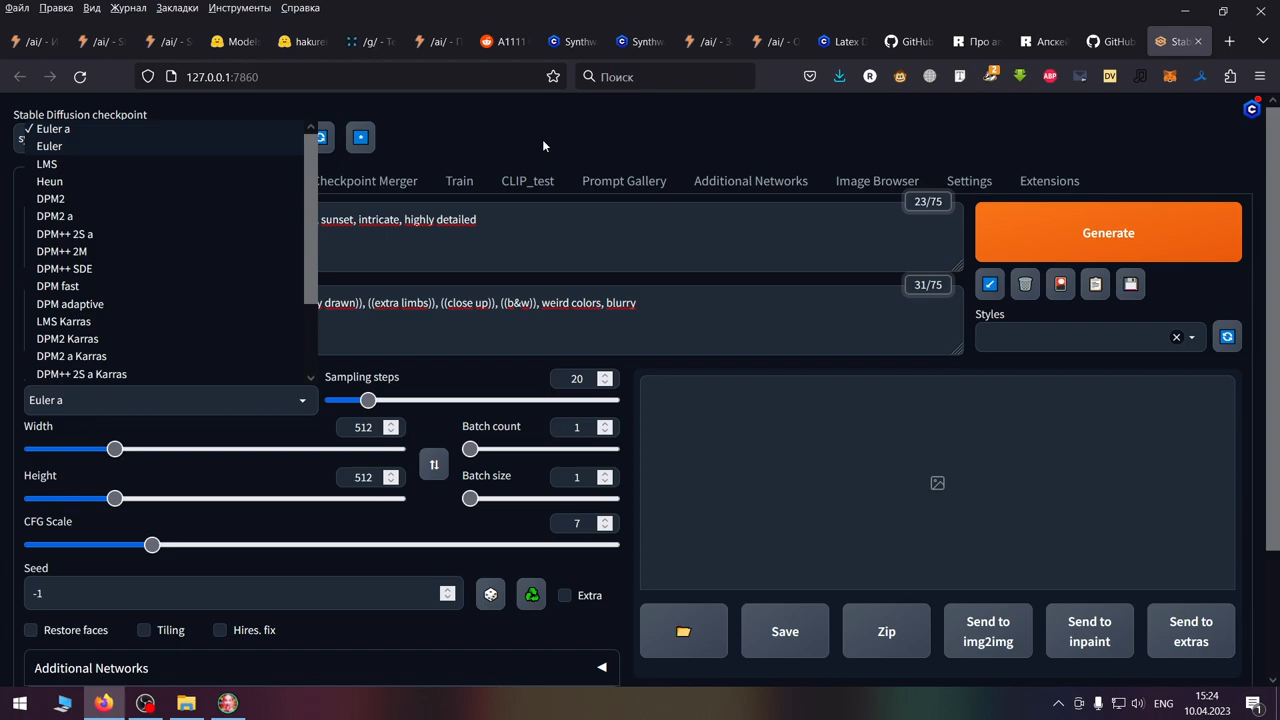 Файл Правка Вид Журнал Закладки Инструменты Справка
/ai/ - И /ai/ - S /ai/ - S Models hakure /g/ - Te /ai/ - П A1111 Synthw Synthw /ai/ - З /ai/ - О Latex D GitHub Про ап Апскей GitHub Stab
127.0.0.1:7860 Поиск
Stable Diffusion checkpoint
Euler a
Euler
LMS
Heun
DPM2
DPM2 a
DPM++ 2S a
DPM++ 2M
DPM++ SDE
DPM fast
DPM adaptive
LMS Karras
DPM2 Karras
DPM2 a Karras
DPM++ 2S a Karras
Checkpoint Merger Train CLIP_test Prompt Gallery Additional Networks Image Browser Settings Extensions
23/75
sunset, intricate, highly detailed
Generate
31/75
drawn)), ((extra limbs)), ((close up)), ((b&w)), weird colors, blurry
Styles
Euler a
Sampling steps 20
Width 512
Batch count 1
Height 512
Batch size 1
CFG Scale 7
Seed
-1
Extra
Restore faces Tiling Hires. fix
Additional Networks
Save Zip Send to img2img Send to inpaint Send to extras
ENG 15:24
10.04.2023